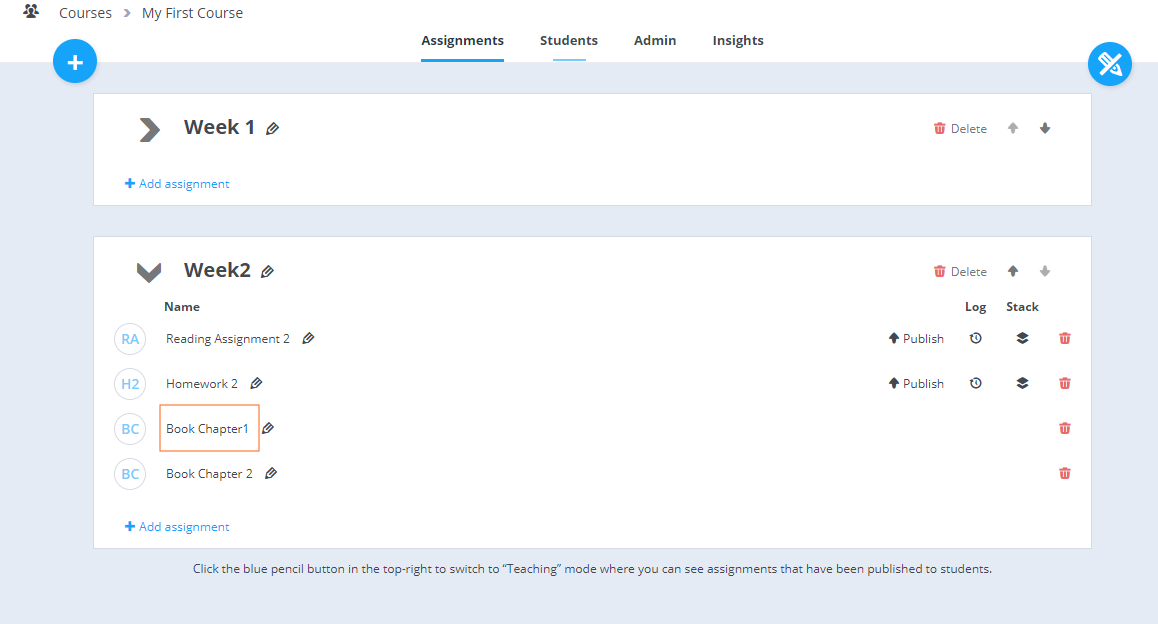 Courses My First Course
Assignments Students Admin Insights
Week 1 Delete
Add assignment
Week2 Delete
Name Log Stack
RA Reading Assignment 2 Publish
H2 Homework 2 Publish
BC Book Chapter1
BC Book Chapter 2
Add assignment
Click the blue pencil button in the top-right to switch to “Teaching” mode where you can see assignments that have been published to students.